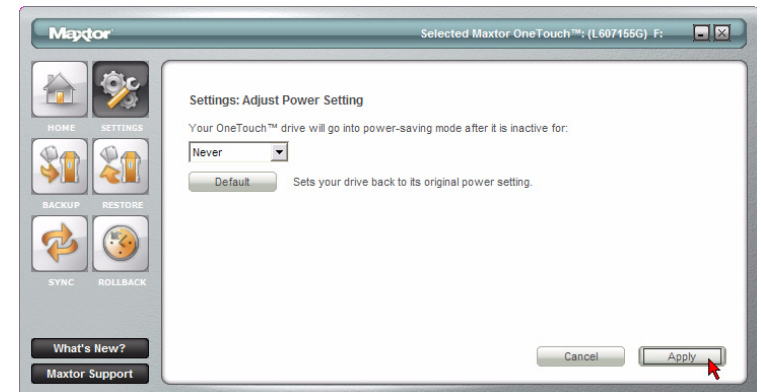 Maxtor
Selected Maxtor OneTouch™: (L607155G) F:
HOME
SETTINGS
BACKUP
RESTORE
SYNC
ROLLBACK
What's New?
Maxtor Support
Settings: Adjust Power Setting
Your OneTouch™ drive will go into power-saving mode after it is inactive for:
Never
Default
Sets your drive back to its original power setting.
Cancel
Apply